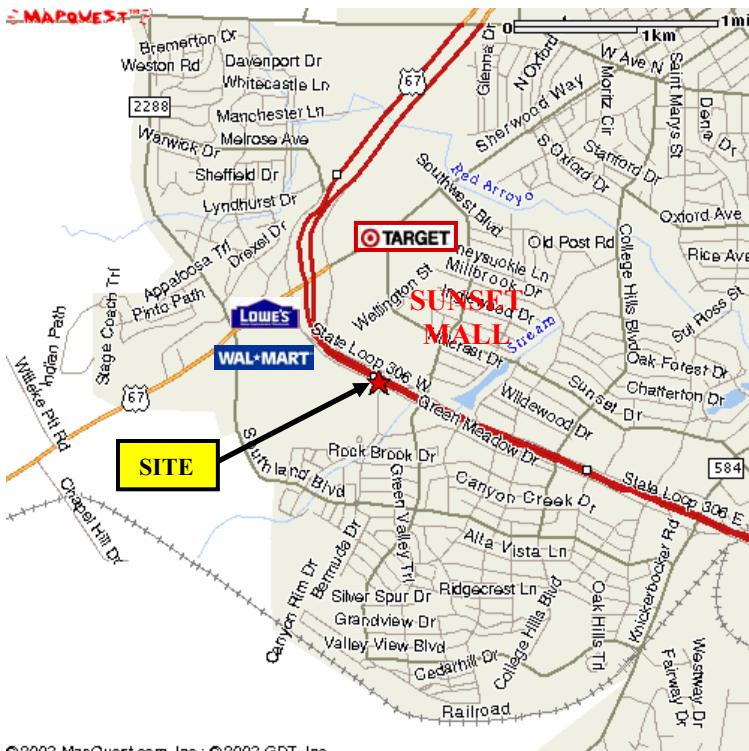 MAPQUEST
0
1mi
1km
Bremerton Dr
Weston Rd
Davenport Dr
Whitecastle Ln
2288
Manchester Ln
Melrose Ave
Warwick Dr
Sheffield Dr
Lyndhurst Dr
Drexel Dr
Appaloosa Trl
Pinto Path
Stage Coach Trl
Indian Path
67
Willeke Pit Rd
Chapel Hill Dr
67
Glenna Dr
N Oxford
W Ave N
Moritz Cir
Saint Marys St
Dena Dr
Sherwood Way
S Oxford Dr
Stanford Dr
Southwest Blvd
Red Arroyo
Oxford Ave
Rice Ave
TARGET
Old Post Rd
College Hills Blvd
neysuckle Ln
Millbrook Dr
Wellington St
SUNSET
MALL
Stream
Sul Ross St
LOWE'S
WAL★MART
State Loop 306 W
Oak Forest Dr
Chatterton Dr
Sunset Dr
Wildewood Dr
Green Meadow Dr
SITE
Southland Blvd
Rock Brook Dr
Green Valley Trl
Canyon Creek Dr
584
State Loop 306 E
Alta Vista Ln
Knickerbocker Rd
Canyon Rim Dr
Bermuda Dr
Silver Spur Dr
Grandview Dr
Valley View Blvd
Ridgecrest Ln
Cedarhill Dr
College Hills Blvd
Oak Hills Trl
Westway Dr
Fairway Dr
Railroad